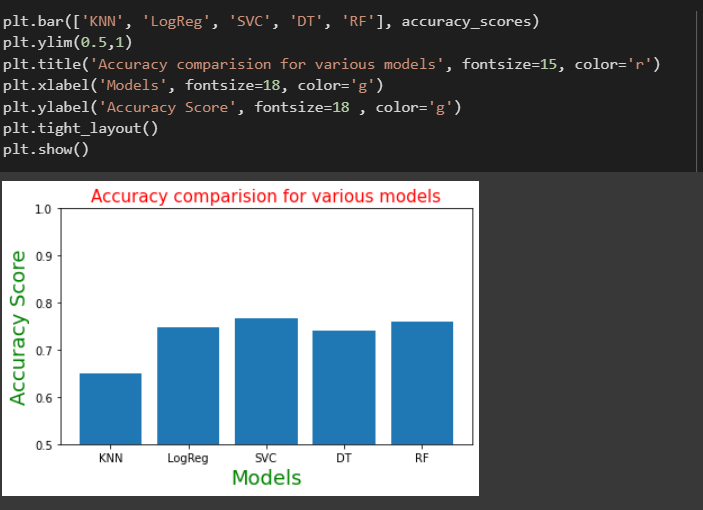 plt.bar(['KNN', 'LogReg', 'SVC', 'DT', 'RF'], accuracy_scores)
plt.ylim(0.5,1)
plt.title('Accuracy comparision for various models', fontsize=15, color='r')
plt.xlabel('Models', fontsize=18, color='g')
plt.ylabel('Accuracy Score', fontsize=18 , color='g')
plt.tight_layout()
plt.show()
Accuracy comparision for various models
Accuracy Score
1.0
0.9
0.8
0.7
0.6
0.5
KNN LogReg SVC DT RF
Models